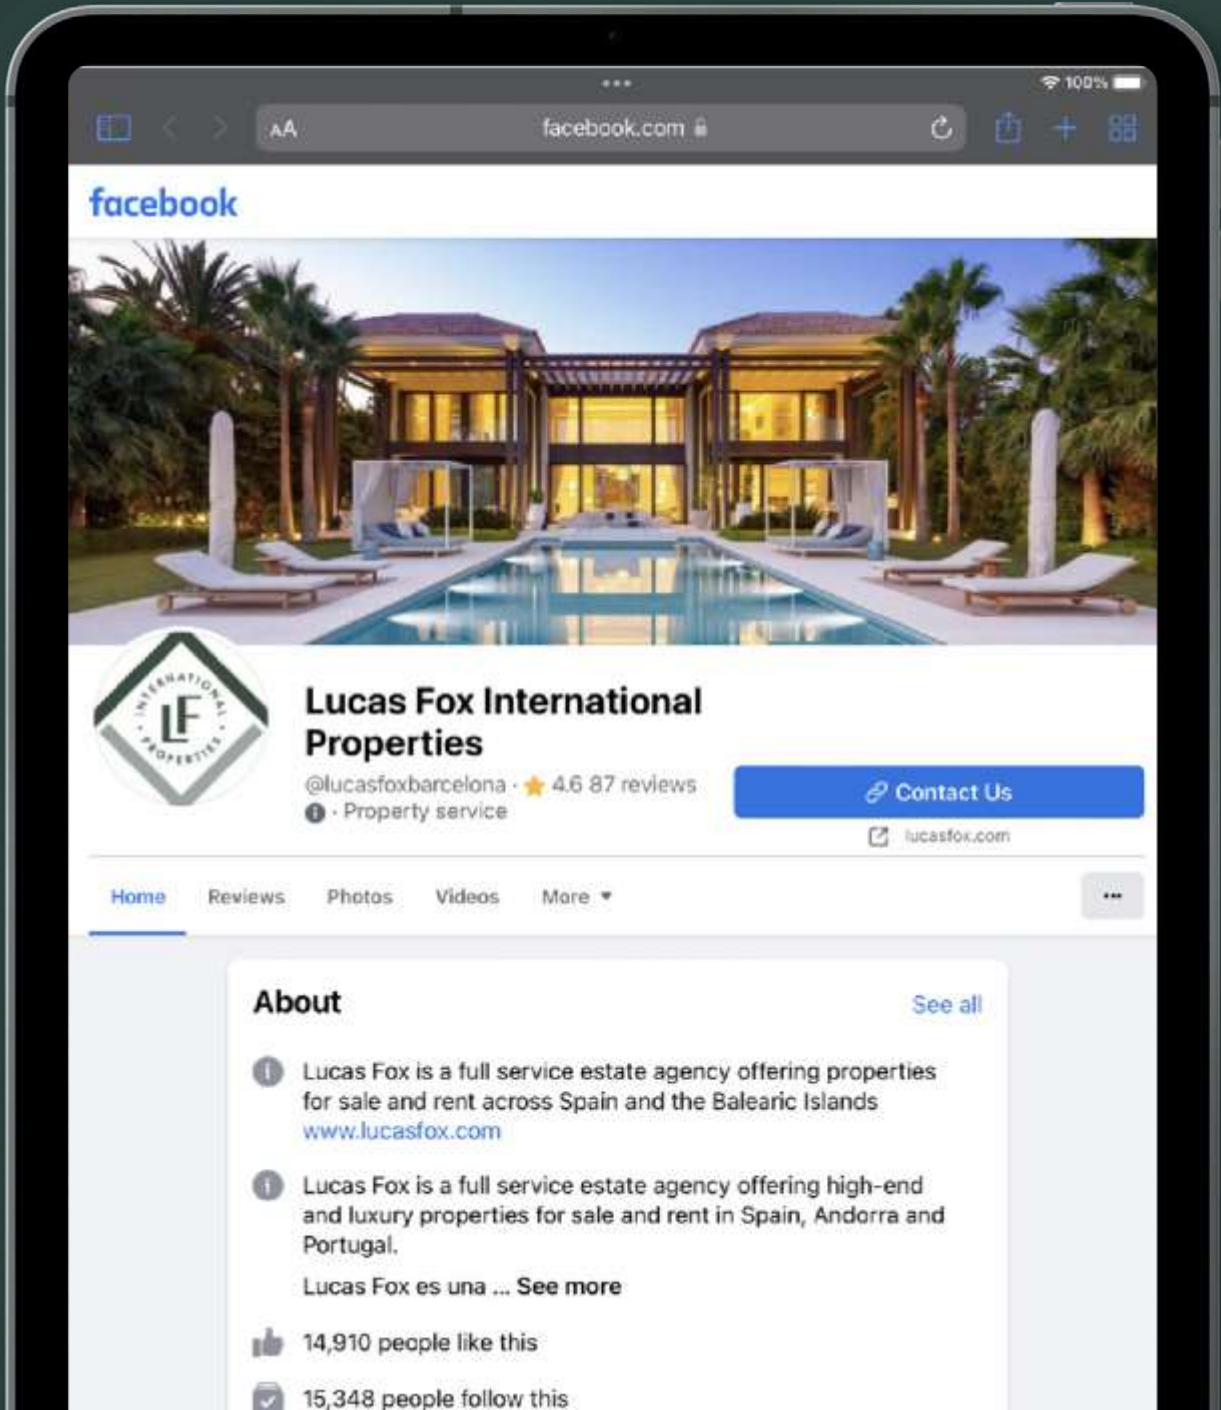 100%
AA
facebook.com
facebook
INTERNATIONAL
LF
PROPERTIES
Lucas Fox International
Properties
@lucasfoxbarcelona · 4.6 87 reviews
· Property service
Contact Us
lucasfox.com
Home
Reviews
Photos
Videos
More
About
See all
Lucas Fox is a full service estate agency offering properties
for sale and rent across Spain and the Balearic Islands
www.lucasfox.com
Lucas Fox is a full service estate agency offering high-end
and luxury properties for sale and rent in Spain, Andorra and
Portugal.
Lucas Fox es una ... See more
14,910 people like this
15,348 people follow this